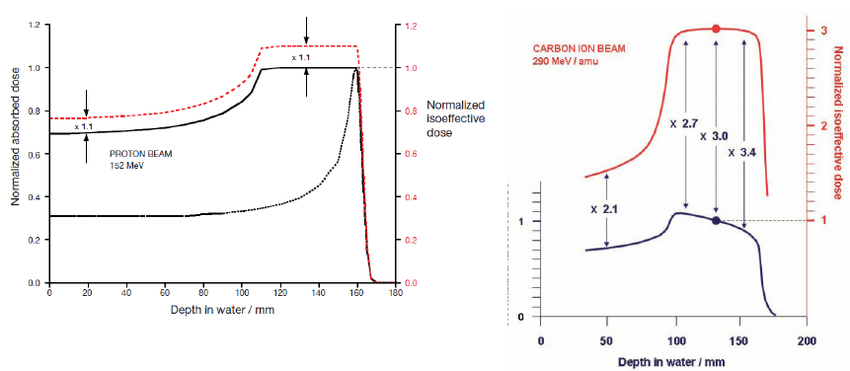 1.2
1.0
0.8
0.6
0.4
0.2
0.0
Normalized absorbed dose
x 1.1
x 1.1
PROTON BEAM
152 MeV
0 20 40 60 80 100 120 140 160 180
Depth in water / mm
1.2
1.0
0.8
0.6
0.4
0.2
0.0
Normalized
isoeffective
dose
CARBON ION BEAM
290 MeV / amu
x 2.7
x 3.0
x 3.4
x 2.1
1
0
0 50 100 150 200
Depth in water / mm
3
2
1
Normalized isoeffective dose